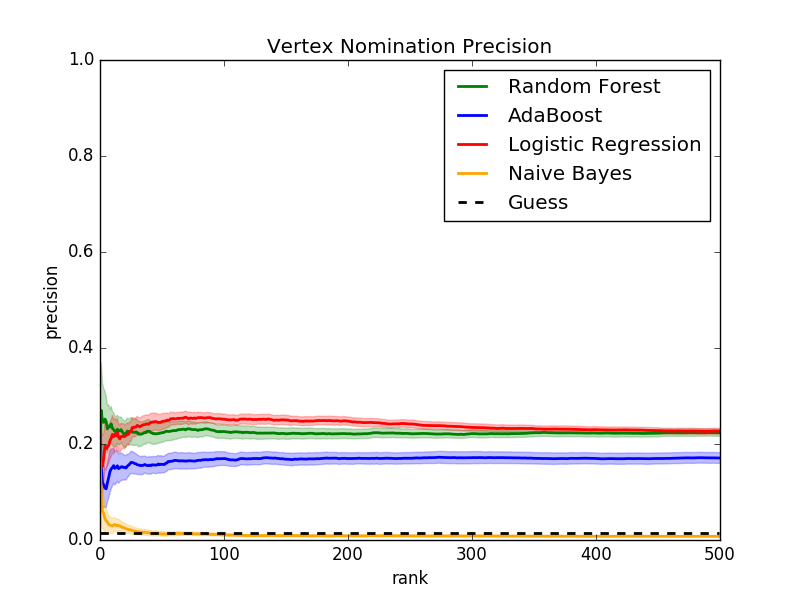 Vertex Nomination Precision
1.0
0.8
0.6
0.4
0.2
0.0
precision
Random Forest
AdaBoost
Logistic Regression
Naive Bayes
Guess
0 100 200 300 400 500
rank